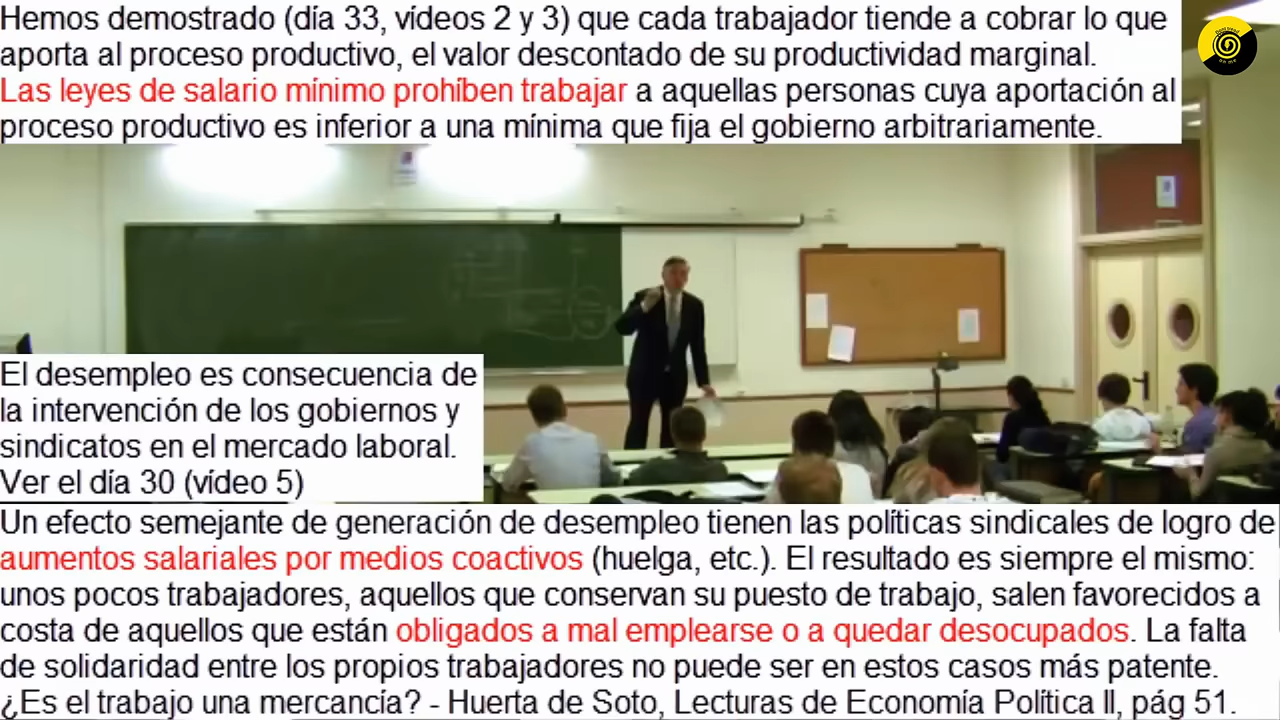 Hemos demostrado (día 33, vídeos 2 y 3) que cada trabajador tiende a cobrar lo que
aporta al proceso productivo, el valor descontado de su productividad marginal.
Las leyes de salario mínimo prohíben trabajar a aquellas personas cuya aportación al
proceso productivo es inferior a una mínima que fija el gobierno arbitrariamente.
El desempleo es consecuencia de
la intervención de los gobiernos y
sindicatos en el mercado laboral.
Ver el día 30 (vídeo 5)
Un efecto semejante de generación de desempleo tienen las políticas sindicales de logro de
aumentos salariales por medios coactivos (huelga, etc.). El resultado es siempre el mismo:
unos pocos trabajadores, aquellos que conservan su puesto de trabajo, salen favorecidos a
costa de aquellos que están obligados a mal emplearse o a quedar desocupados. La falta
de solidaridad entre los propios trabajadores no puede ser en estos casos más patente.
¿Es el trabajo una mercancía? - Huerta de Soto, Lecturas de Economía Política II, pág 51.